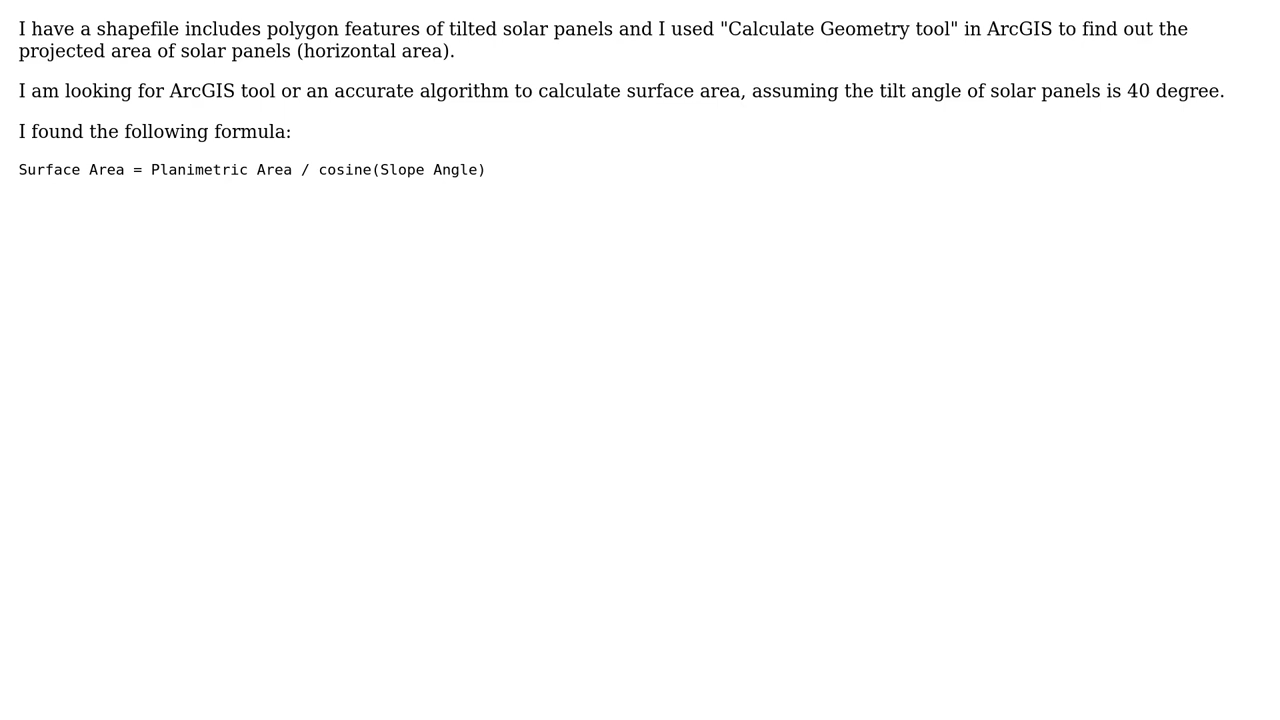 I have a shapefile includes polygon features of tilted solar panels and I used "Calculate Geometry tool" in ArcGIS to find out the
projected area of solar panels (horizontal area).
I am looking for ArcGIS tool or an accurate algorithm to calculate surface area, assuming the tilt angle of solar panels is 40 degree.
I found the following formula:
Surface Area = Planimetric Area / cosine(Slope Angle)